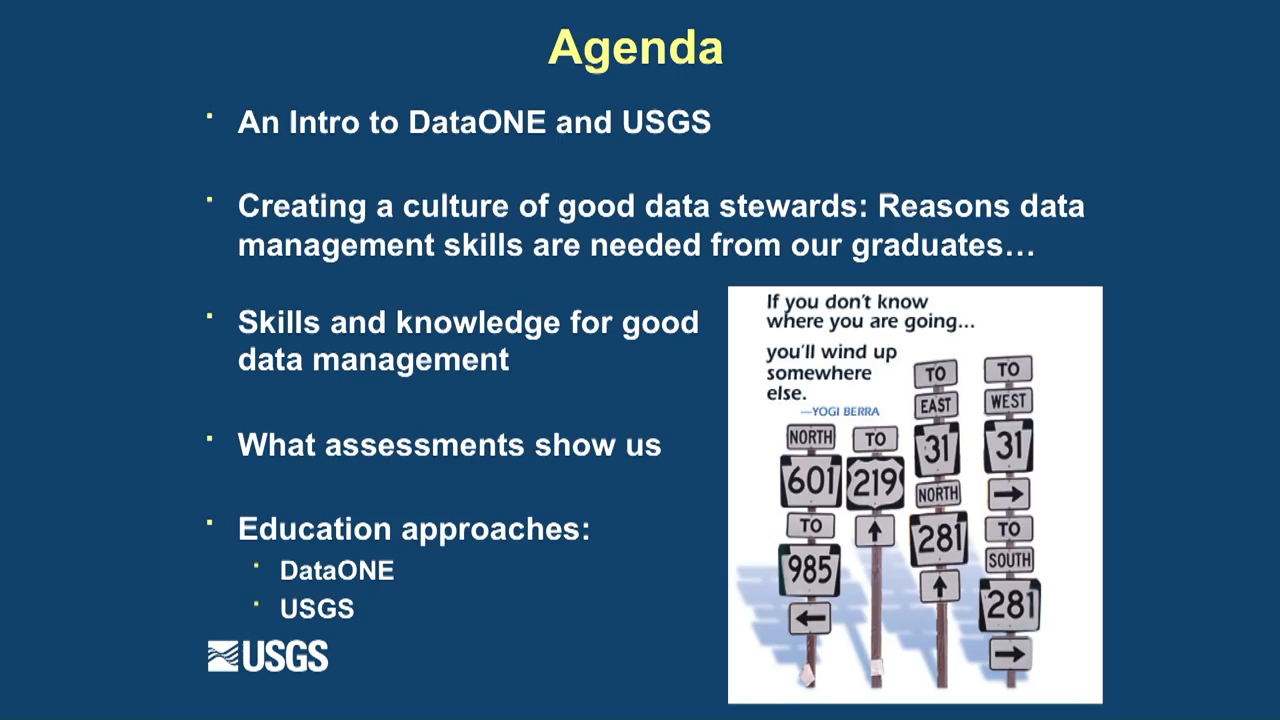 Agenda
An Intro to DataONE and USGS
Creating a culture of good data stewards: Reasons data
management skills are needed from our graduates…
Skills and knowledge for good
data management
What assessments show us
Education approaches:
DataONE
USGS
USGS
If you don't know
where you are going...
you'll wind up
somewhere
else.
—YOGI BERRA
NORTH
601
TO
985
TO
219
TO
EAST
31
NORTH
281
TO
WEST
31
TO
SOUTH
281